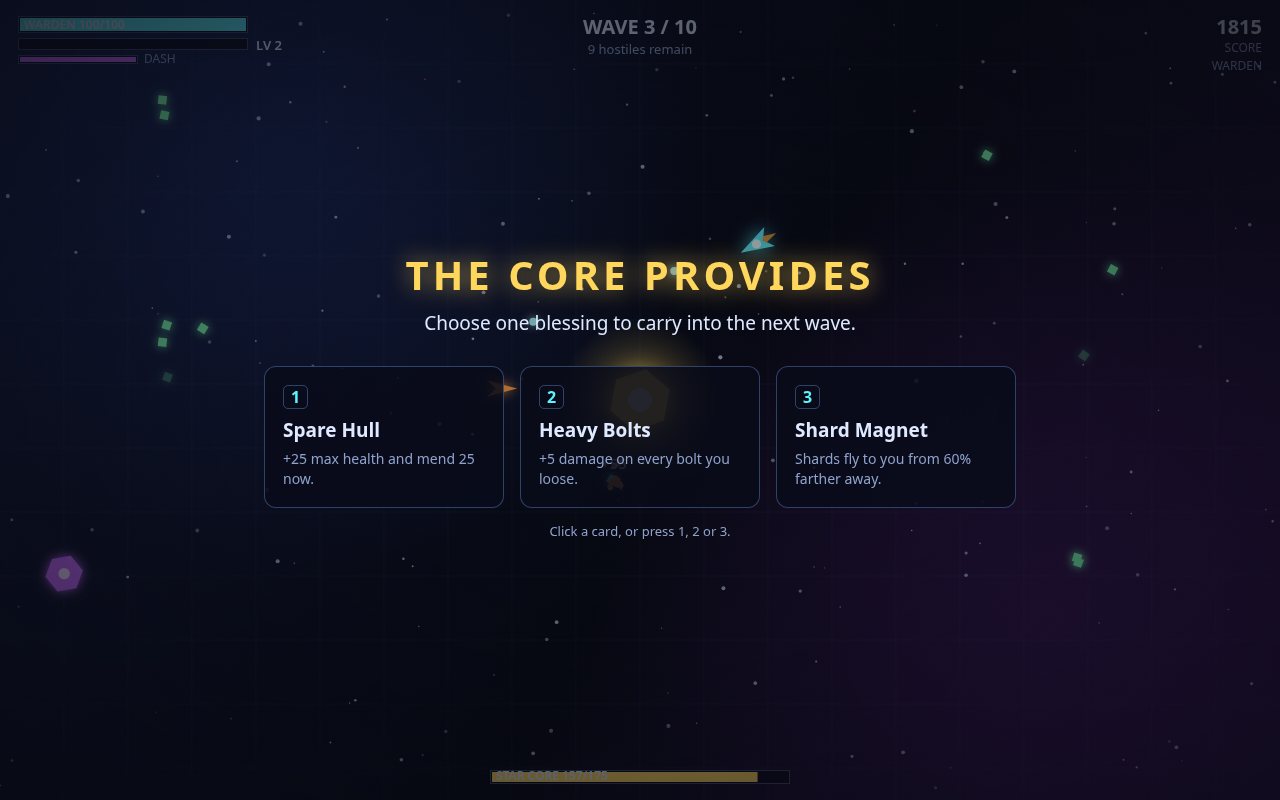 WARDEN 100/100
LV 2
DASH
WAVE 3 / 10
9 hostiles remain
1815
SCORE
WARDEN
THE CORE PROVIDES
Choose one blessing to carry into the next wave.
1
Spare Hull
+25 max health and mend 25
now.
2
Heavy Bolts
+5 damage on every bolt you
loose.
3
Shard Magnet
Shards fly to you from 60%
farther away.
Click a card, or press 1, 2 or 3.
STAR CORE 157/175